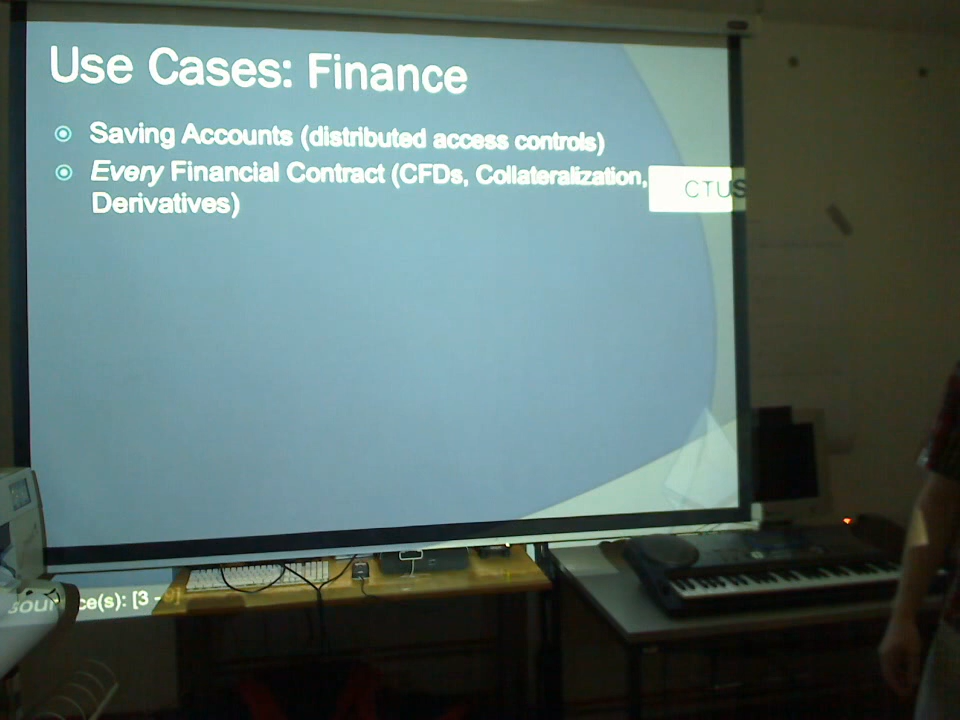 Use Cases: Finance
Saving Accounts (distributed access controls)
Every Financial Contract (CFDs, Collateralization,
Derivatives)
CTUS